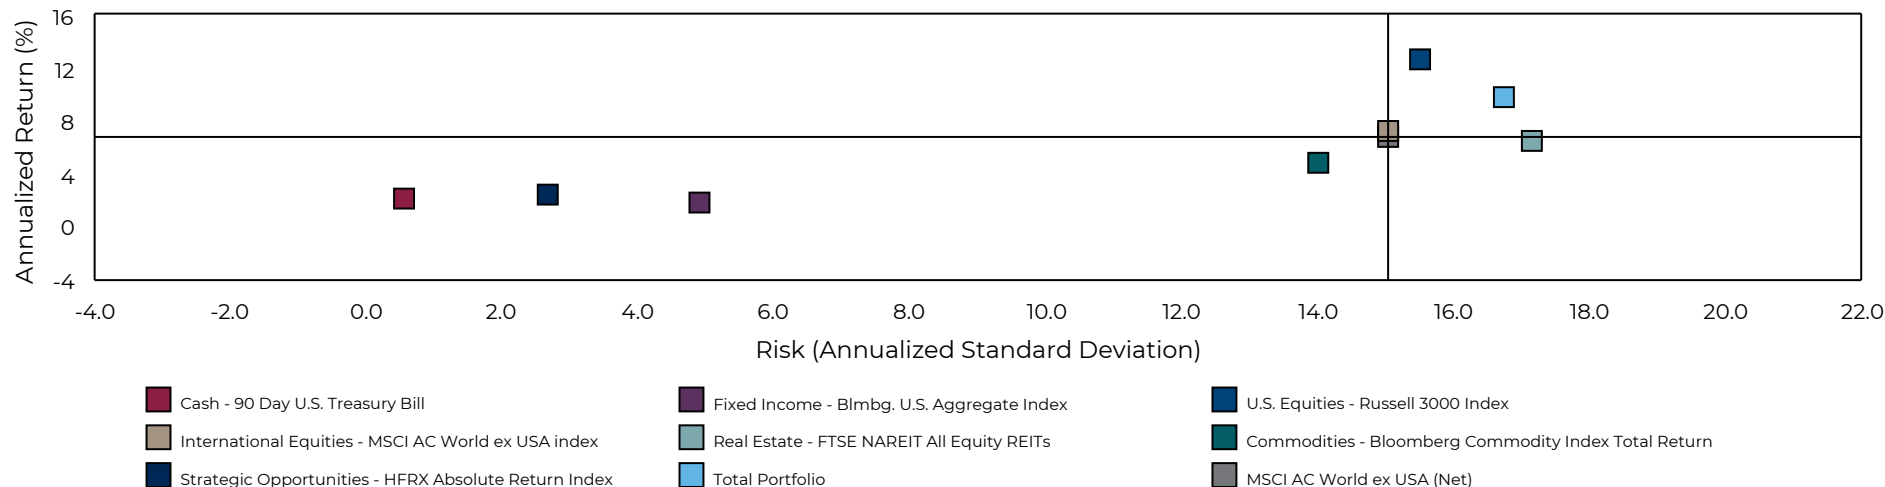 Annualized Return (%)
16
12
8
4
0
-4
-4.0 -2.0 0.0 2.0 4.0 6.0 8.0 10.0 12.0 14.0 16.0 18.0 20.0 22.0
Risk (Annualized Standard Deviation)
Cash - 90 Day U.S. Treasury Bill Fixed Income - Blmbg. U.S. Aggregate Index U.S. Equities - Russell 3000 Index
International Equities - MSCI AC World ex USA index Real Estate - FTSE NAREIT All Equity REITs Commodities - Bloomberg Commodity Index Total Return
Strategic Opportunities - HFRX Absolute Return Index Total Portfolio MSCI AC World ex USA (Net)